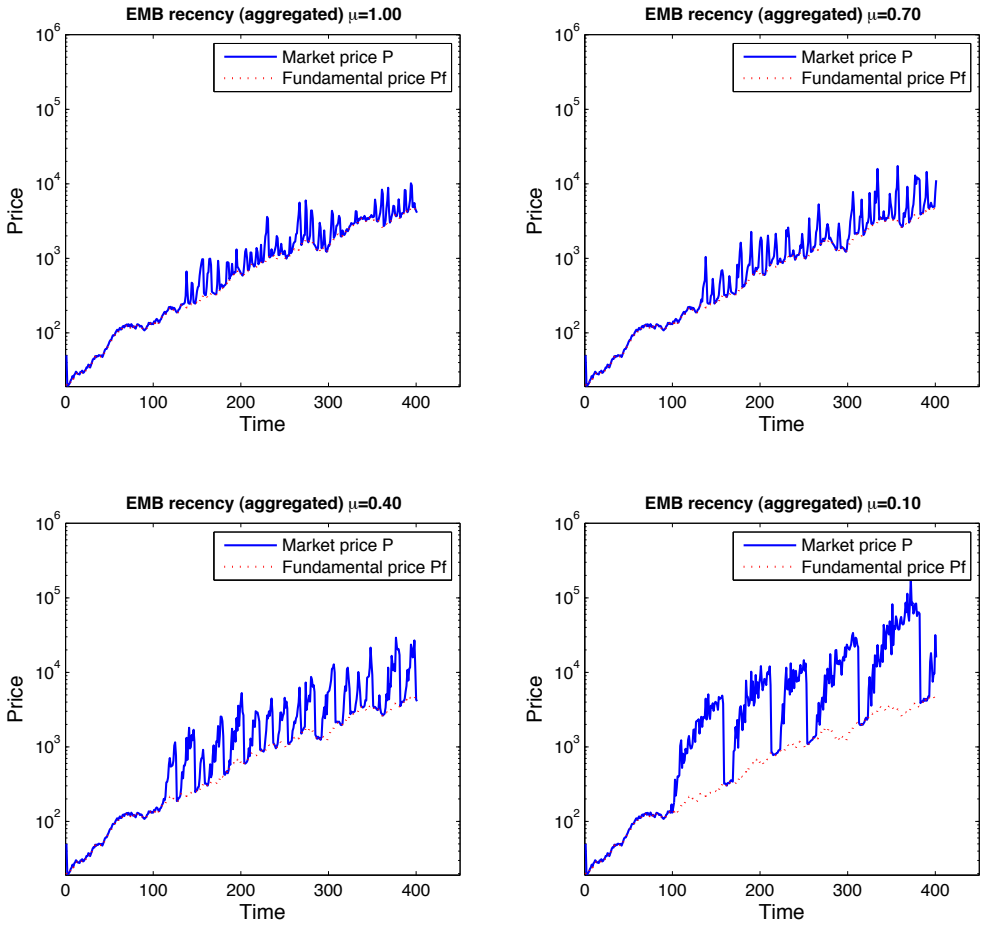 EMB recency (aggregated) μ=1.00
10^6
10^5
10^4
10^3
10^2
Price
Market price P
Fundamental price Pf
0 100 200 300 400
Time
EMB recency (aggregated) μ=0.70
10^6
10^5
10^4
10^3
10^2
Price
Market price P
Fundamental price Pf
0 100 200 300 400
Time
EMB recency (aggregated) μ=0.40
10^6
10^5
10^4
10^3
10^2
Price
Market price P
Fundamental price Pf
0 100 200 300 400
Time
EMB recency (aggregated) μ=0.10
10^6
10^5
10^4
10^3
10^2
Price
Market price P
Fundamental price Pf
0 100 200 300 400
Time